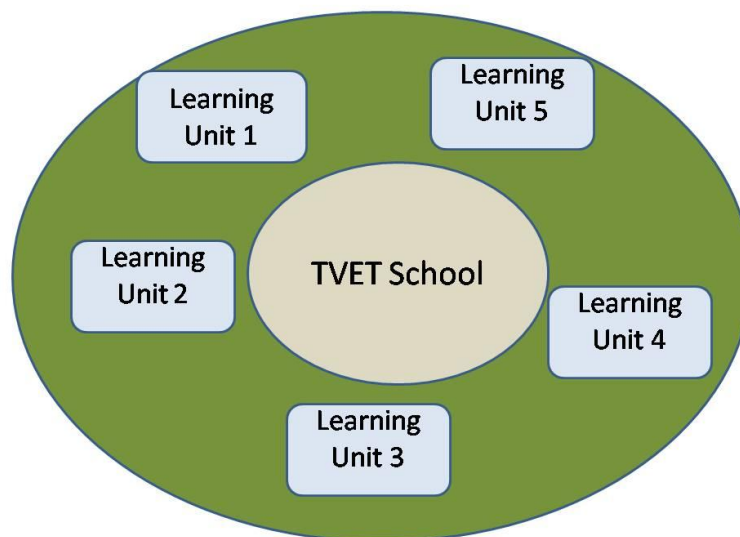 Learning
Unit 1
Learning
Unit 5
Learning
Unit 2
TVET School
Learning
Unit 4
Learning
Unit 3